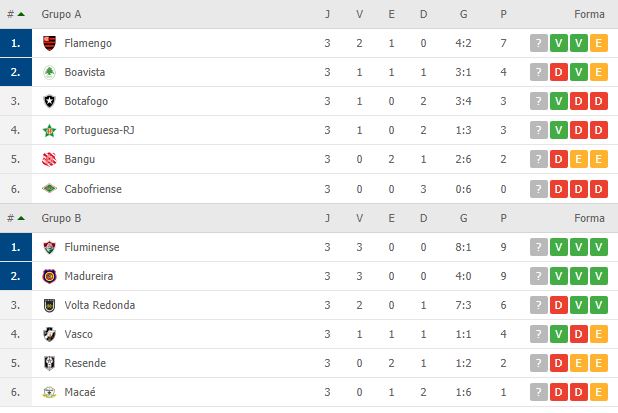 # Grupo A J V E D G P Forma
1. Flamengo 3 2 1 0 4:2 7 ? V V E
2. Boavista 3 1 1 1 3:1 4 ? D V E
3. Botafogo 3 1 0 2 3:4 3 ? V D D
4. Portuguesa-RJ 3 1 0 2 1:3 3 ? V D D
5. Bangu 3 0 2 1 2:6 2 ? D E E
6. Cabofriense 3 0 0 3 0:6 0 ? D D D
# Grupo B J V E D G P Forma
1. Fluminense 3 3 0 0 8:1 9 ? V V V
2. Madureira 3 3 0 0 4:0 9 ? V V V
3. Volta Redonda 3 2 0 1 7:3 6 ? D V V
4. Vasco 3 1 1 1 1:1 4 ? V D E
5. Resende 3 0 2 1 1:2 2 ? D E E
6. Macaé 3 0 1 2 1:6 1 ? D D E